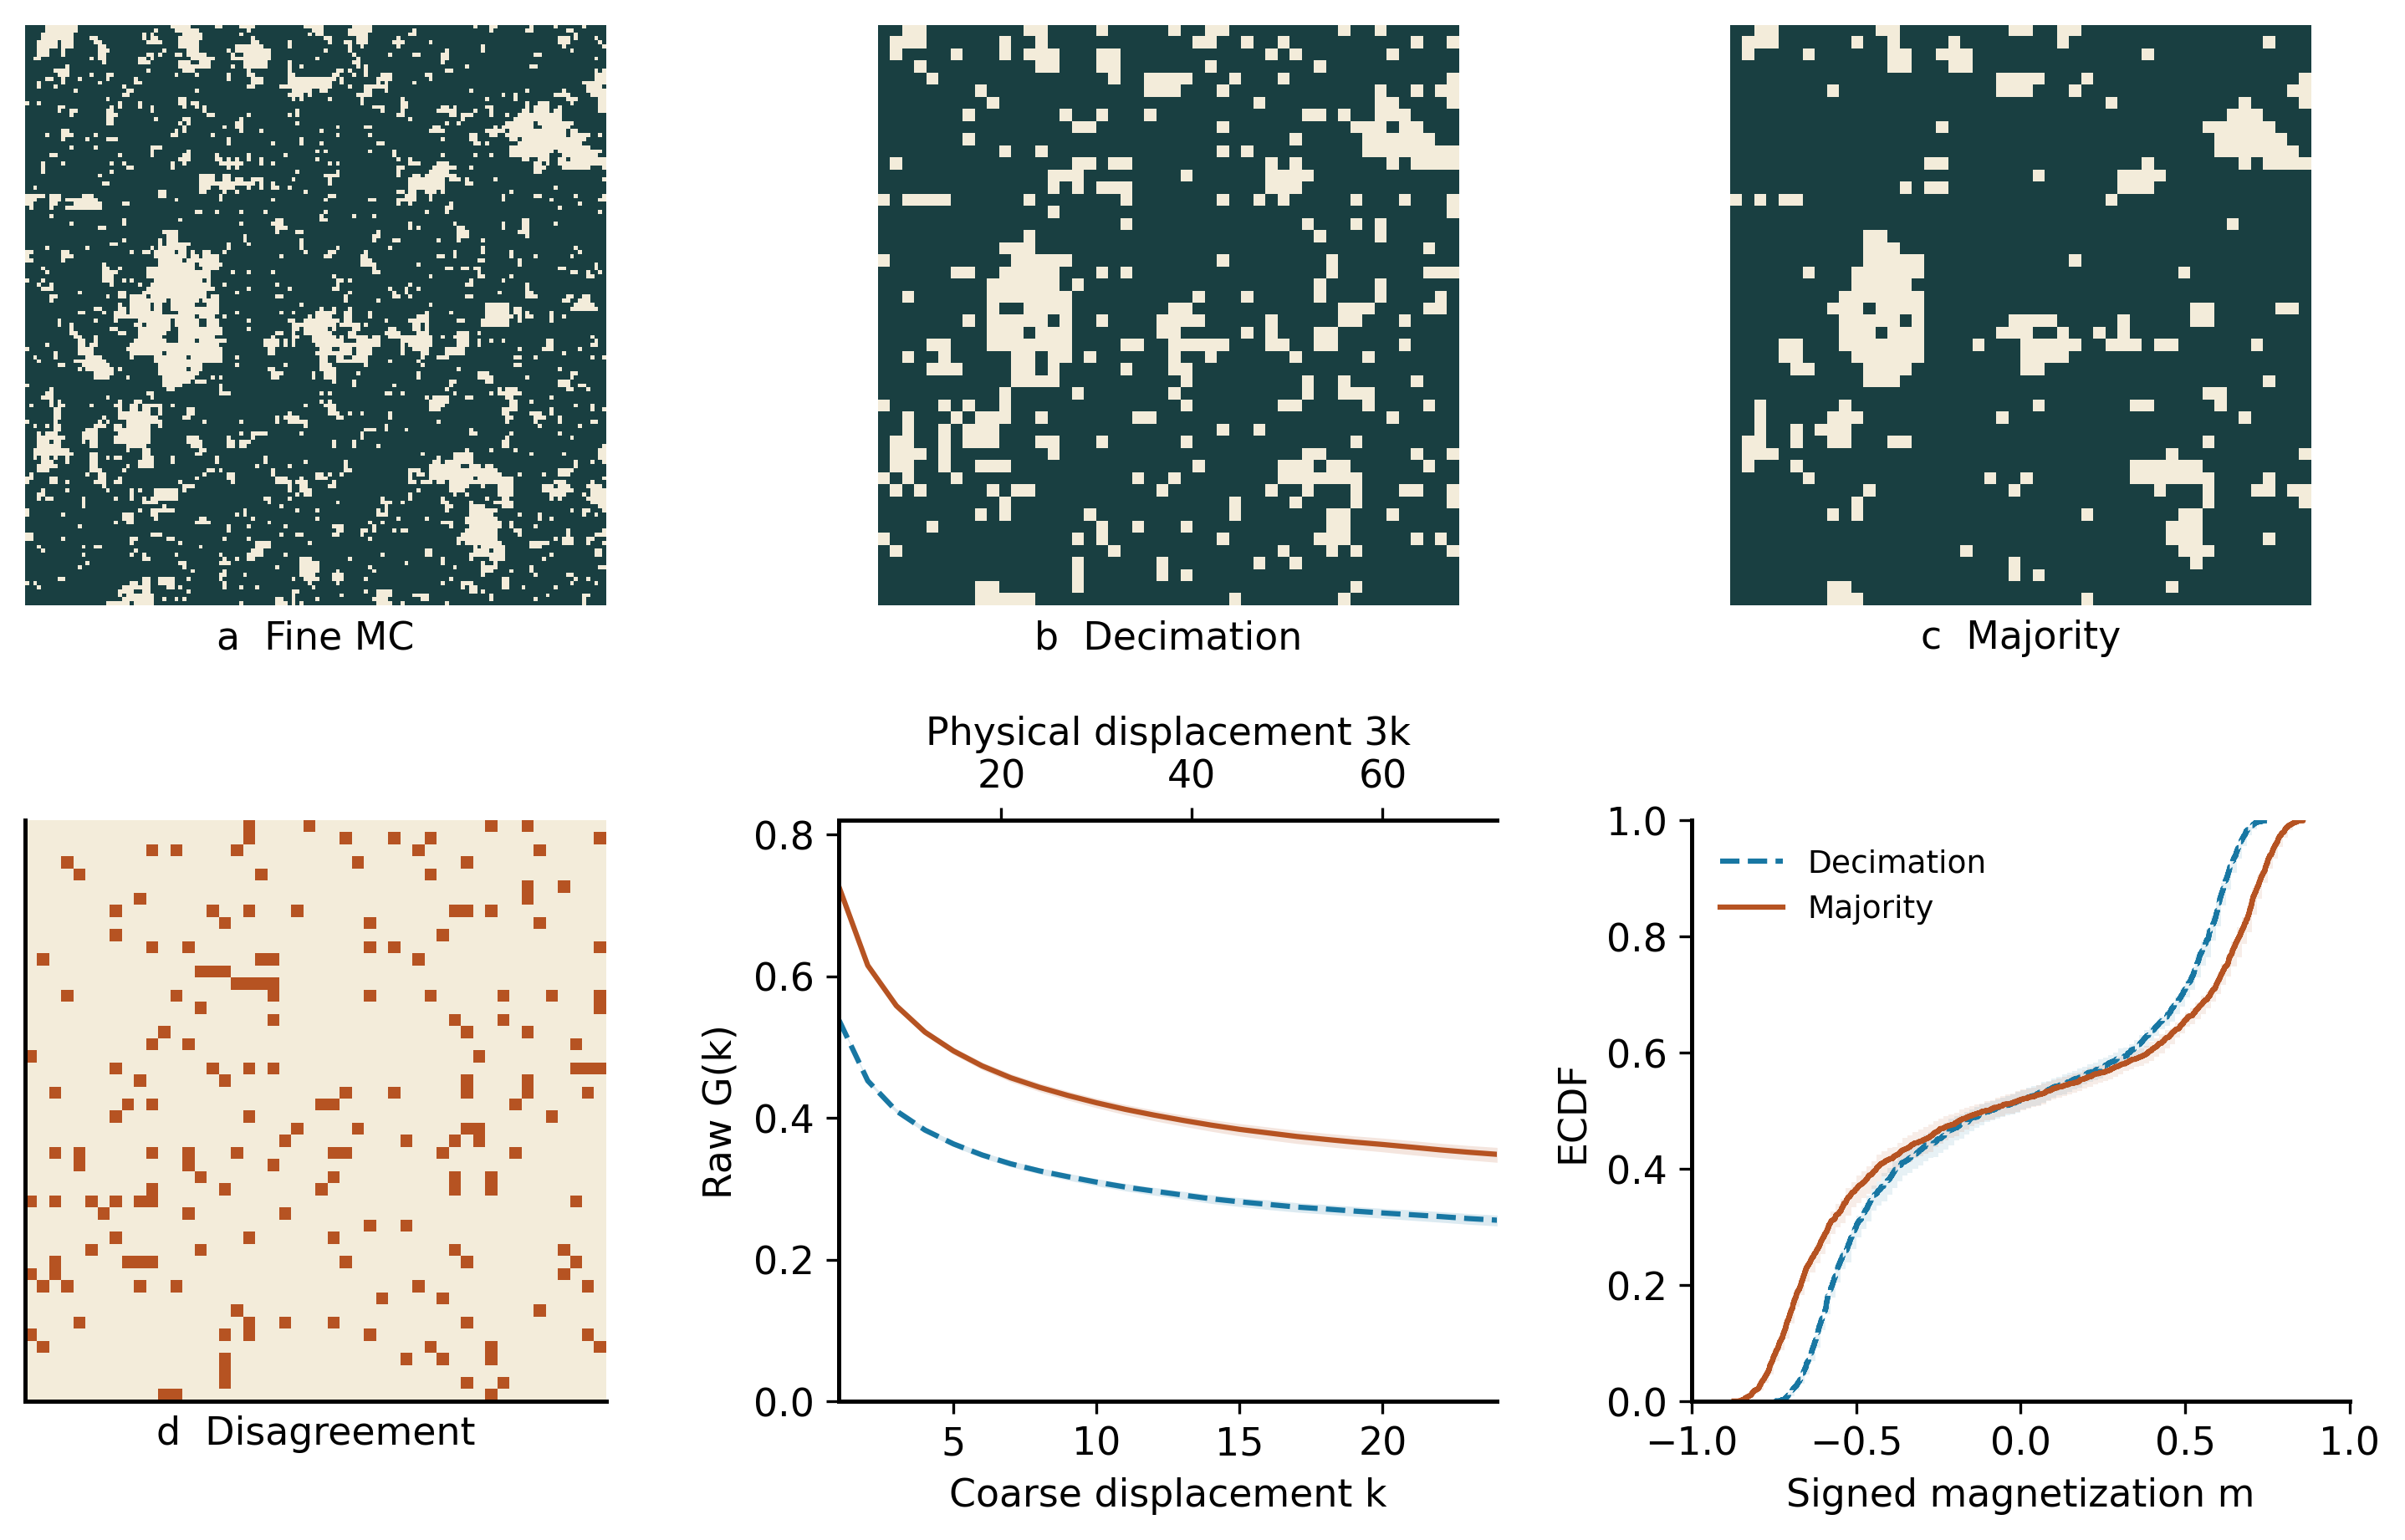 a  Fine MC
b  Decimation
c  Majority
d  Disagreement
Physical displacement 3k
20 40 60
0.8
0.6
0.4
0.2
0.0
Raw G(k)
5 10 15 20
Coarse displacement k
1.0
0.8
0.6
0.4
0.2
0.0
ECDF
Decimation
Majority
−1.0 −0.5 0.0 0.5 1.0
Signed magnetization m